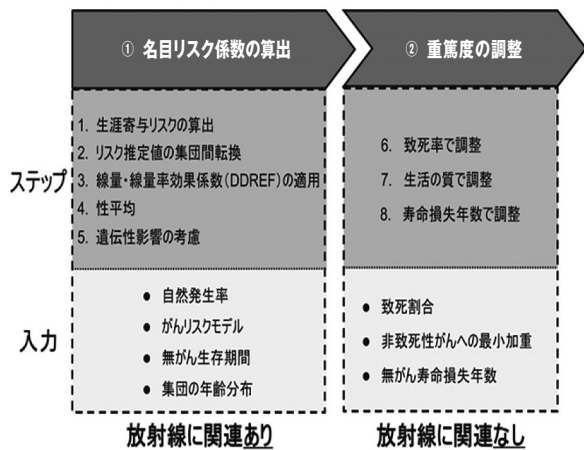 ① 名目リスク係数の算出
② 重篤度の調整
ステップ
1. 生涯寄与リスクの算出
2. リスク推定値の集団間転換
3. 線量・線量率効果係数(DDREF)の適用
4. 性平均
5. 遺伝性影響の考慮
6. 致死率で調整
7. 生活の質で調整
8. 寿命損失年数で調整
入力
● 自然発生率
● がんリスクモデル
● 無がん生存期間
● 集団の年齢分布
● 致死割合
● 非致死性がんへの最小加重
● 無がん寿命損失年数
放射線に関連あり
放射線に関連なし